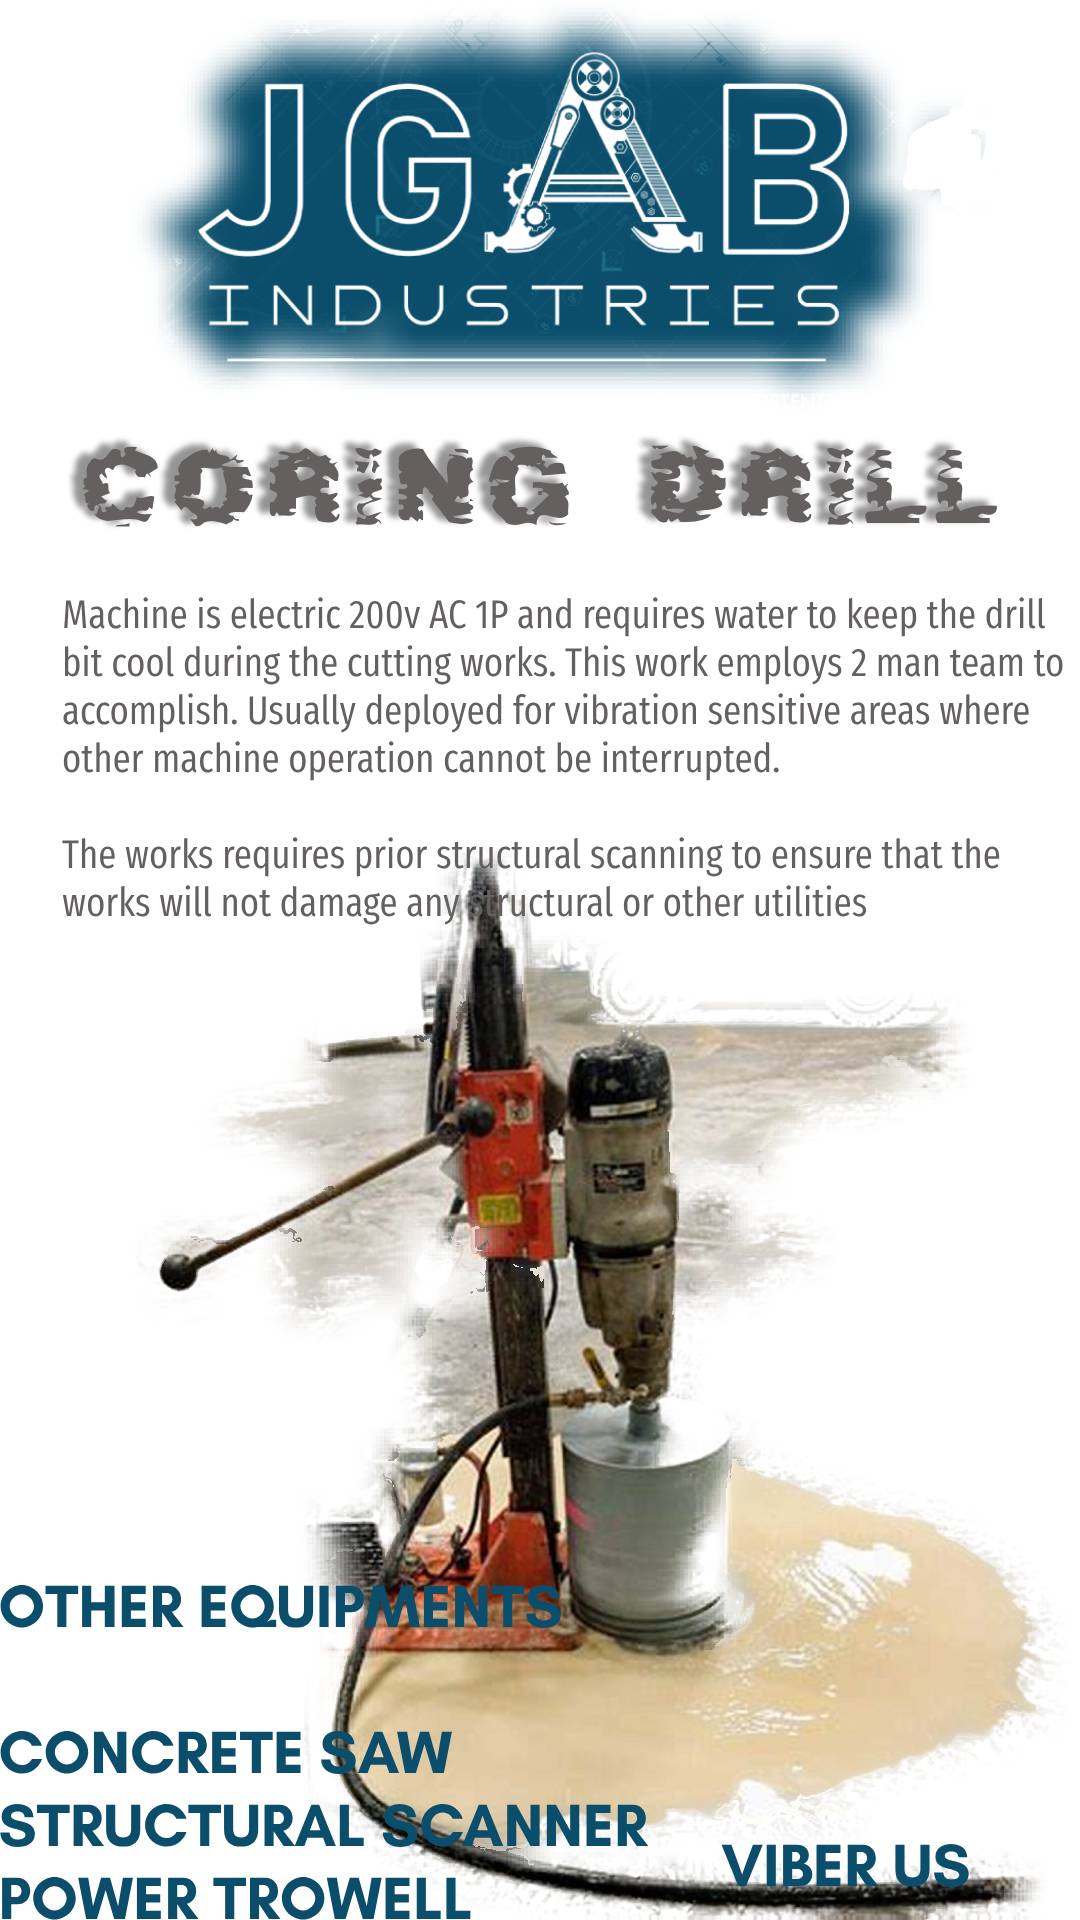 JGAB
INDUSTRIES
CORING DRILL
Machine is electric 200v AC 1P and requires water to keep the drill
bit cool during the cutting works. This work employs 2 man team to
accomplish. Usually deployed for vibration sensitive areas where
other machine operation cannot be interrupted.
The works requires prior structural scanning to ensure that the
works will not damage any structural or other utilities
OTHER EQUIPMENTS
CONCRETE SAW
STRUCTURAL SCANNER
POWER TROWELL
VIBER US